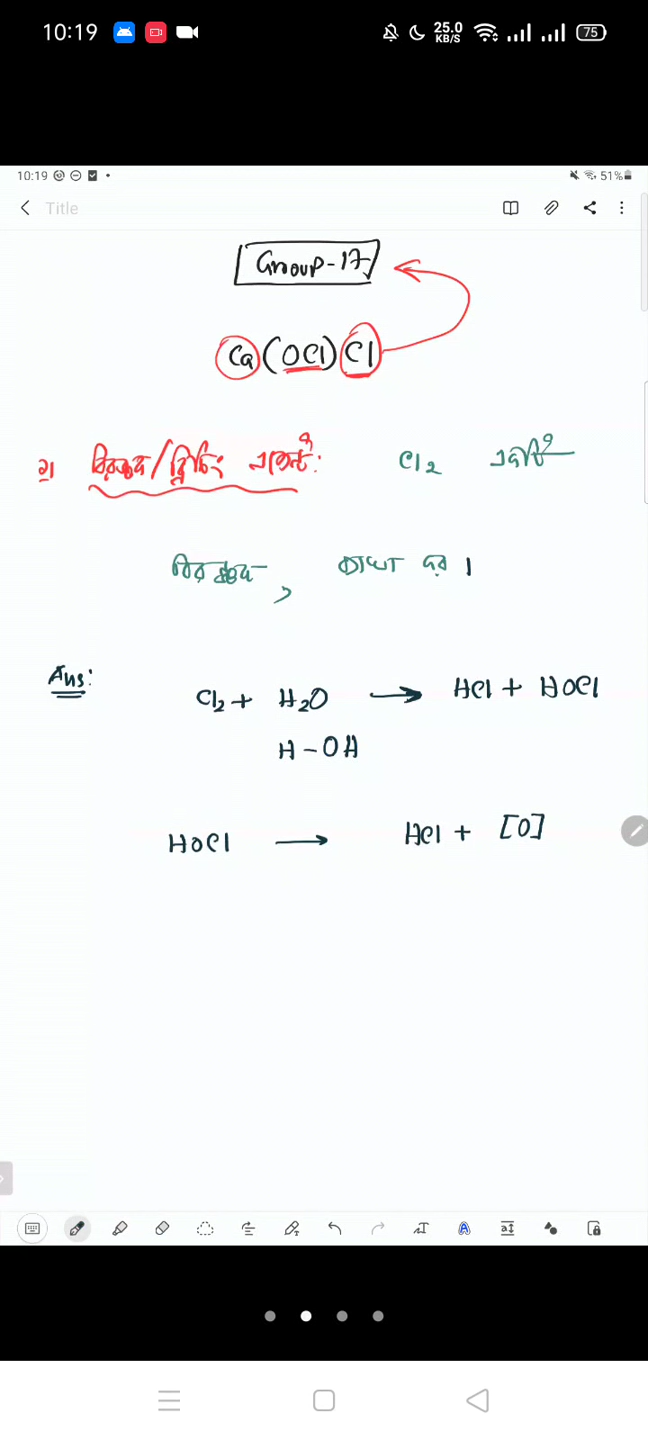 10:19 25.0 KB/S 75
10:19 51%
Title
Group-17
Ca(OCl)Cl
২। বিরঞ্জক/ব্লিচিং এজেন্ট: Cl2 একটি
বিরঞ্জক, ব্যাখ্যা কর।
Ans:
Cl2 + H2O → HCl + HOCl
H-OH
HOCl → HCl + [O]